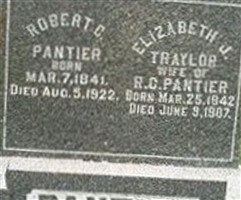 ROBERT C.
PANTIER
BORN
MAR. 7, 1841.
DIED AUG. 5, 1922.
ELIZABETH J.
TRAYLOR
WIFE OF
R.C. PANTIER
BORN MAR. 25, 1842
DIED JUNE 9, 1907.